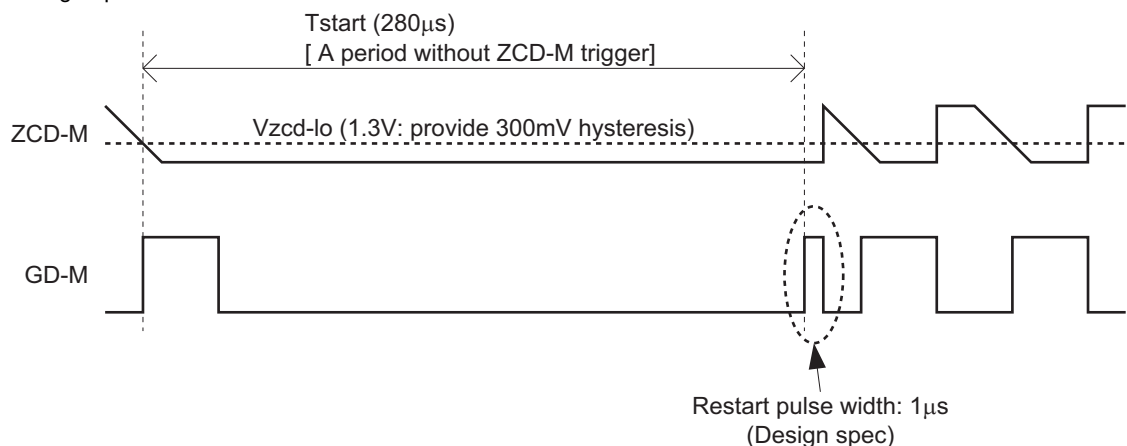 Tstart (280μs)
[ A period without ZCD-M trigger]
ZCD-M
Vzcd-lo (1.3V: provide 300mV hysteresis)
GD-M
Restart pulse width: 1μs
(Design spec)